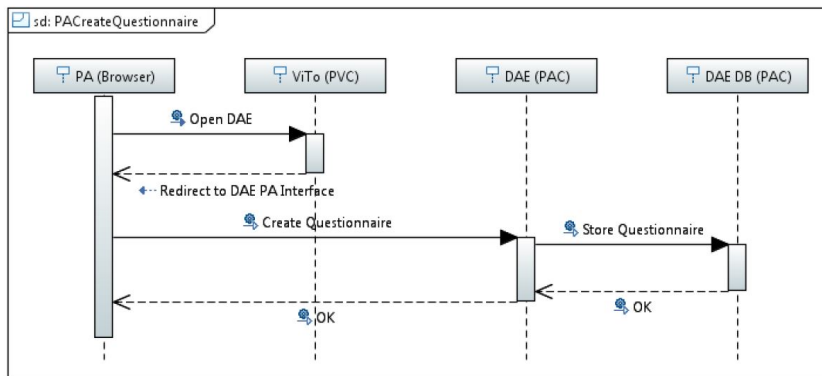 sd: PACreateQuestionnaire
PA (Browser)
ViTo (PVC)
DAE (PAC)
DAE DB (PAC)
Open DAE
Redirect to DAE PA Interface
Create Questionnaire
Store Questionnaire
OK
OK